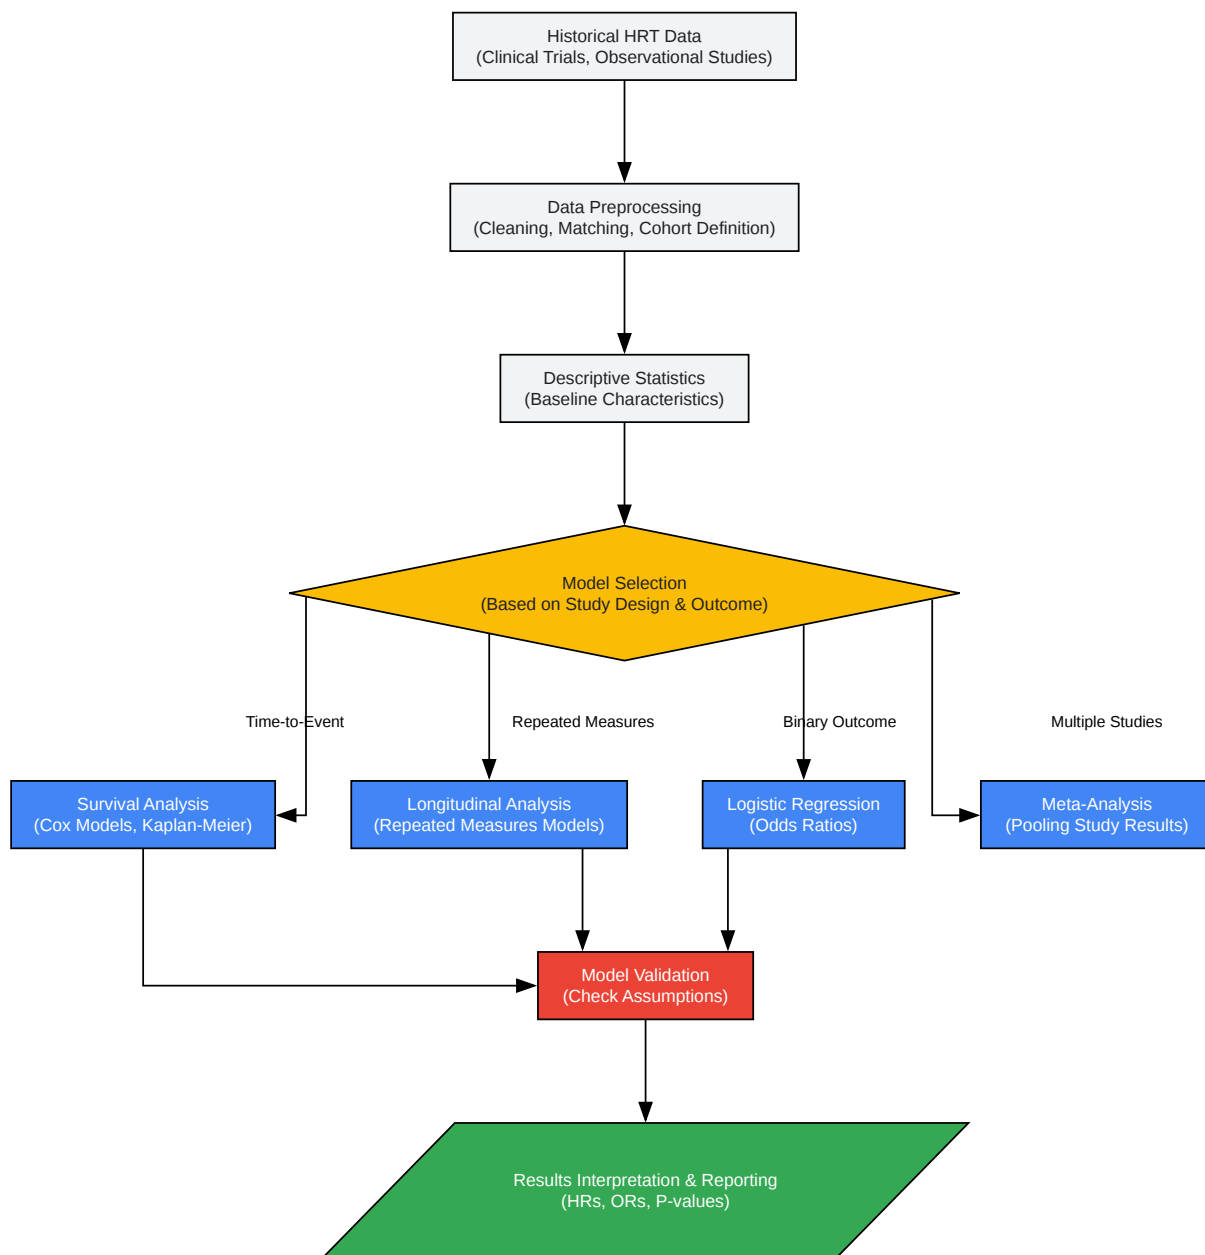 Historical HRT Data
(Clinical Trials, Observational Studies)
Data Preprocessing
(Cleaning, Matching, Cohort Definition)
Descriptive Statistics
(Baseline Characteristics)
Model Selection
(Based on Study Design & Outcome)
Time-to-Event
Repeated Measures
Binary Outcome
Multiple Studies
Survival Analysis
(Cox Models, Kaplan-Meier)
Longitudinal Analysis
(Repeated Measures Models)
Logistic Regression
(Odds Ratios)
Meta-Analysis
(Pooling Study Results)
Model Validation
(Check Assumptions)
Results Interpretation & Reporting
(HRs, ORs, P-values)